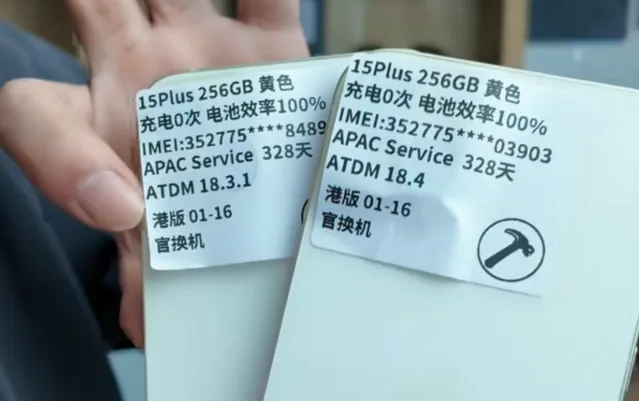 15Plus 256GB 黄色
充电0次 电池效率100%
IMEI:352775****8489
APAC Service 328天
ATDM 18.3.1
港版 01-16
官换机
15Plus 256GB 黄色
充电0次 电池效率100%
IMEI:352775****03903
APAC Service 328天
ATDM 18.4
港版 01-16
官换机